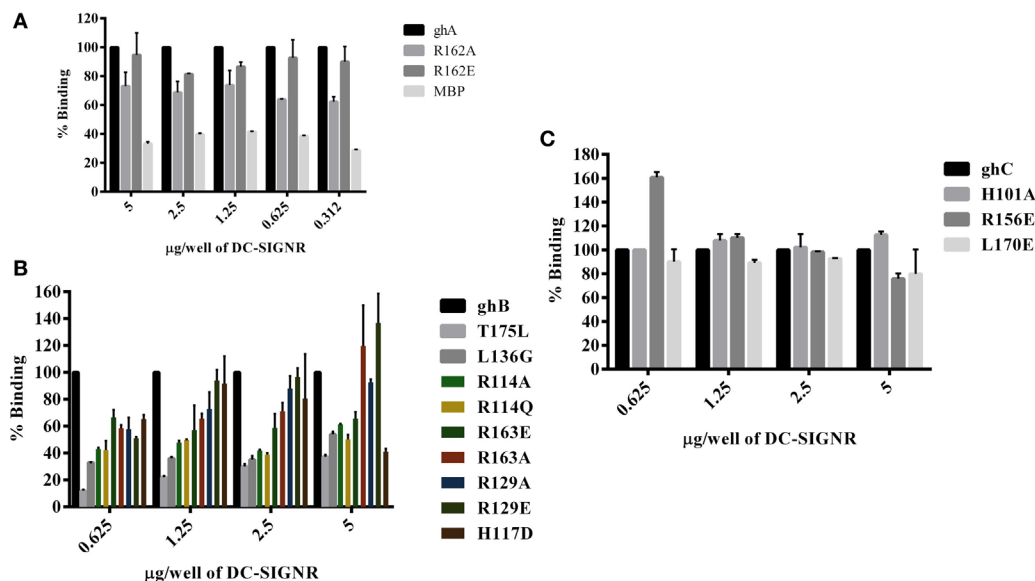 A
120
100
80
60
40
20
0
% Binding
5
2.5
1.25
0.625
0.312
µg/well of DC-SIGNR
ghA
R162A
R162E
MBP
B
160
140
120
100
80
60
40
20
0
% Binding
0.625
1.25
2.5
5
µg/well of DC-SIGNR
ghB
T175L
L136G
R114A
R114Q
R163E
R163A
R129A
R129E
H117D
C
180
160
140
120
100
80
60
40
20
0
% Binding
0.625
1.25
2.5
5
µg/well of DC-SIGNR
ghC
H101A
R156E
L170E